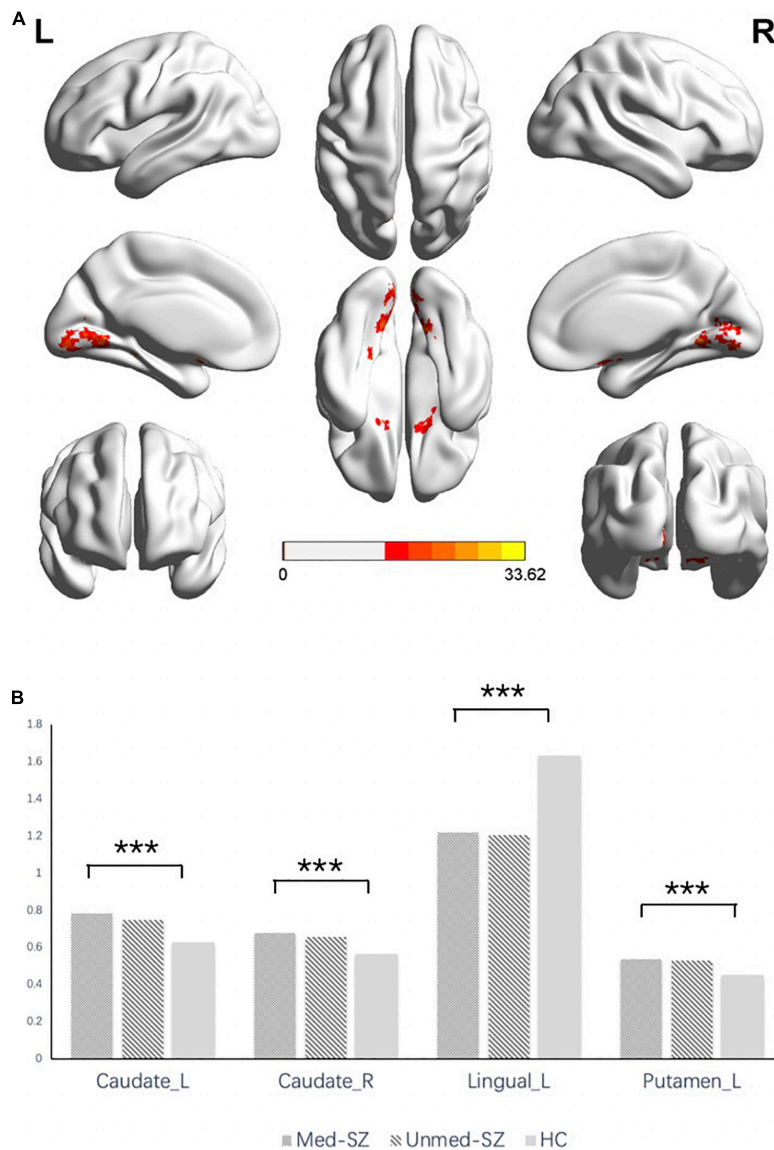 A
L
R
0
33.62
B
***
***
***
***
1.8
1.6
1.4
1.2
1
0.8
0.6
0.4
0.2
0
Caudate_L
Caudate_R
Lingual_L
Putamen_L
Med-SZ
Unmed-SZ
HC